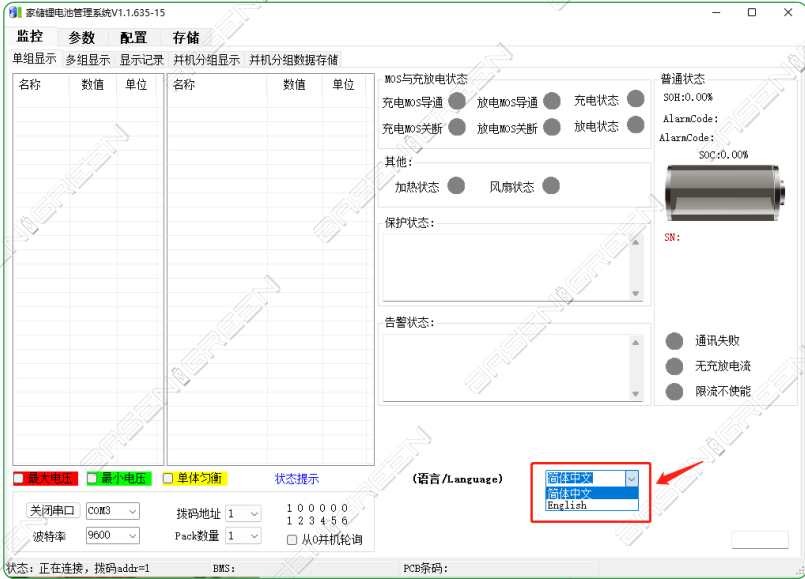 家储锂电池管理系统V1.1.635-15
监控 参数 配置 存储
单组显示 多组显示 显示记录 并机分组显示 并机分组数据存储
名称 数值 单位 名称 数值 单位
MOS与充放电状态
充电MOS导通 放电MOS导通 充电状态
充电MOS关断 放电MOS关断 放电状态
其他:
加热状态 风扇状态
保护状态:
告警状态:
普通状态
SOH:0.00%
AlarmCode:
AlarmCode:
SOC:0.00%
SN:
通讯失败
无充放电流
限流不使能
最大电压 最小电压 单体匀衡 状态提示
(语言/Language) 简体中文
简体中文
English
关闭串口 COM3 拨码地址 1 1 0 0 0 0 0
1 2 3 4 5 6
波特率 9600 Pack数量 1 从0并机轮询
状态: 正在连接, 拨码addr=1 BMS: PCB条码:
BASENGREEN
BASENGREEN
BASENGREEN
BASENGREEN